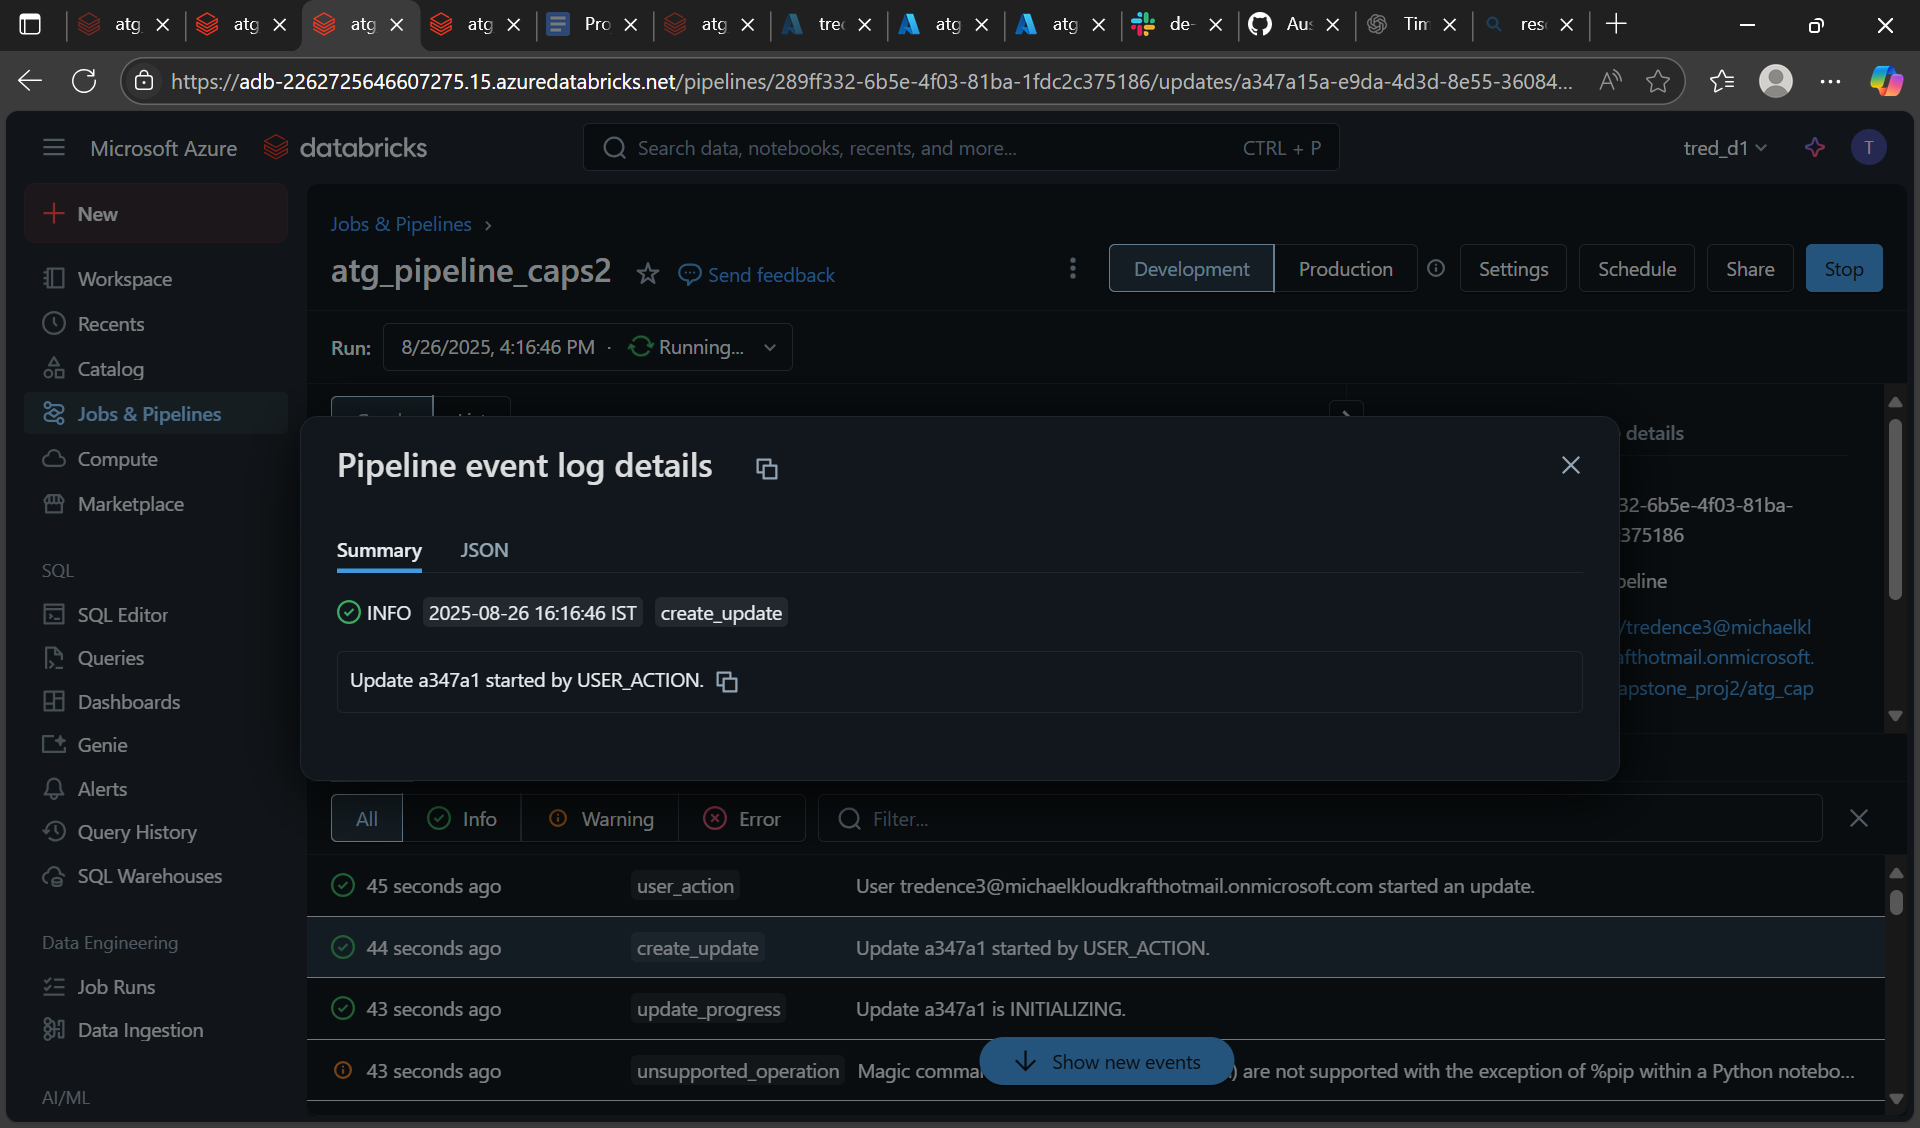 atg
atg
atg
atg
Pro
atg
tre
atg
atg
de-
Aus
Tim
res
https://adb-2262725646607275.15.azuredatabricks.net/pipelines/289ff332-6b5e-4f03-81ba-1fdc2c375186/updates/a347a15a-e9da-4d3d-8e55-36084...
Microsoft Azure databricks
Search data, notebooks, recents, and more... CTRL + P
tred_d1
T
New
Workspace
Recents
Catalog
Jobs & Pipelines
Compute
Marketplace
SQL
SQL Editor
Queries
Dashboards
Genie
Alerts
Query History
SQL Warehouses
Data Engineering
Job Runs
Data Ingestion
AI/ML
Jobs & Pipelines ›
atg_pipeline_caps2 Send feedback
Development Production Settings Schedule Share Stop
Run: 8/26/2025, 4:16:46 PM · Running...
details
32-6b5e-4f03-81ba-
375186
peline
/tredence3@michaelkl
afthotmail.onmicrosoft.
apstone_proj2/atg_cap
Pipeline event log details
Summary JSON
INFO 2025-08-26 16:16:46 IST create_update
Update a347a1 started by USER_ACTION.
All Info Warning Error Filter...
45 seconds ago user_action User tredence3@michaelkloudkrafthotmail.onmicrosoft.com started an update.
44 seconds ago create_update Update a347a1 started by USER_ACTION.
43 seconds ago update_progress Update a347a1 is INITIALIZING.
43 seconds ago unsupported_operation Magic comma ) are not supported with the exception of %pip within a Python notebo...
Show new events